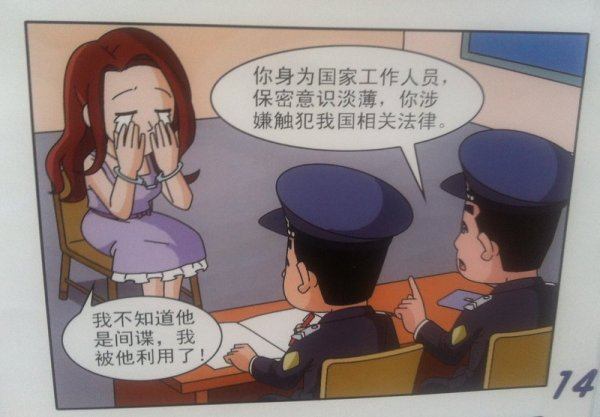 你身为国家工作人员，
保密意识淡薄，你涉
嫌触犯我国相关法律。
我不知道他
是间谍，我
被他利用了！
14